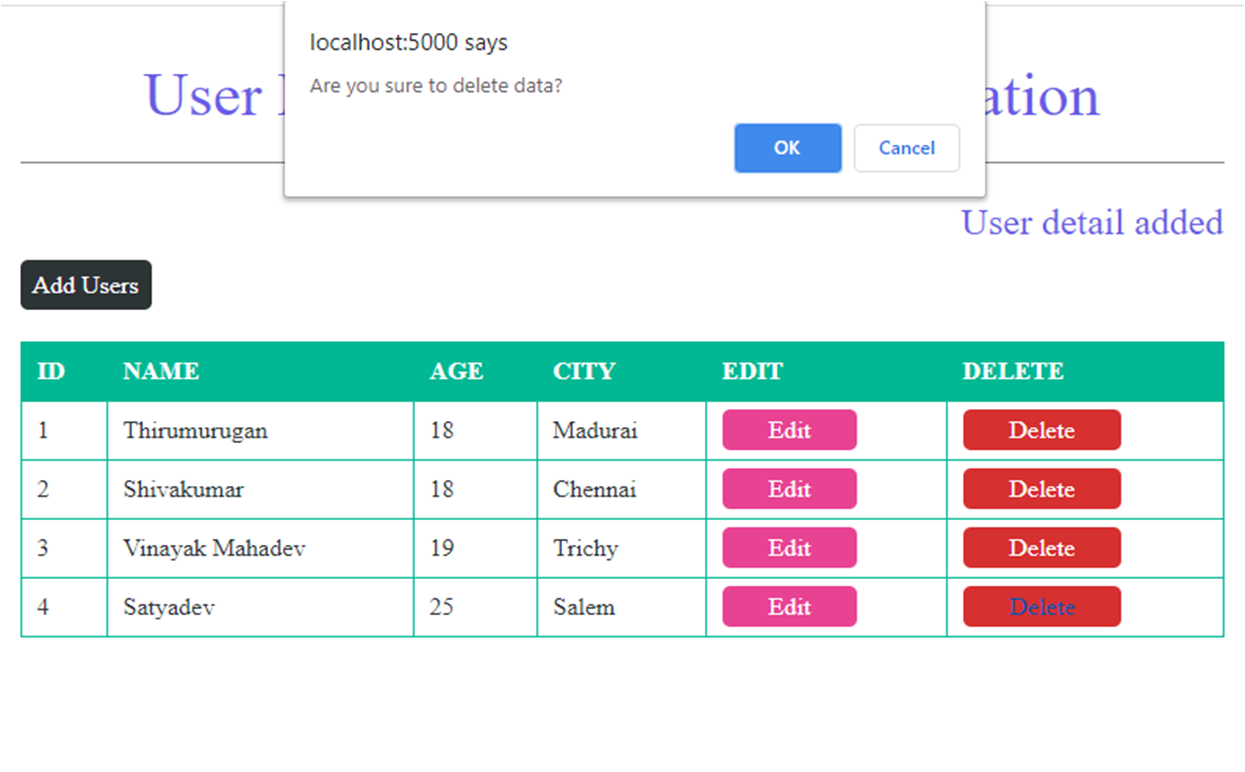 localhost:5000 says
Are you sure to delete data?
OK Cancel
User ation
User detail added
Add Users
ID NAME AGE CITY EDIT DELETE
1 Thirumurugan 18 Madurai Edit Delete
2 Shivakumar 18 Chennai Edit Delete
3 Vinayak Mahadev 19 Trichy Edit Delete
4 Satyadev 25 Salem Edit Delete